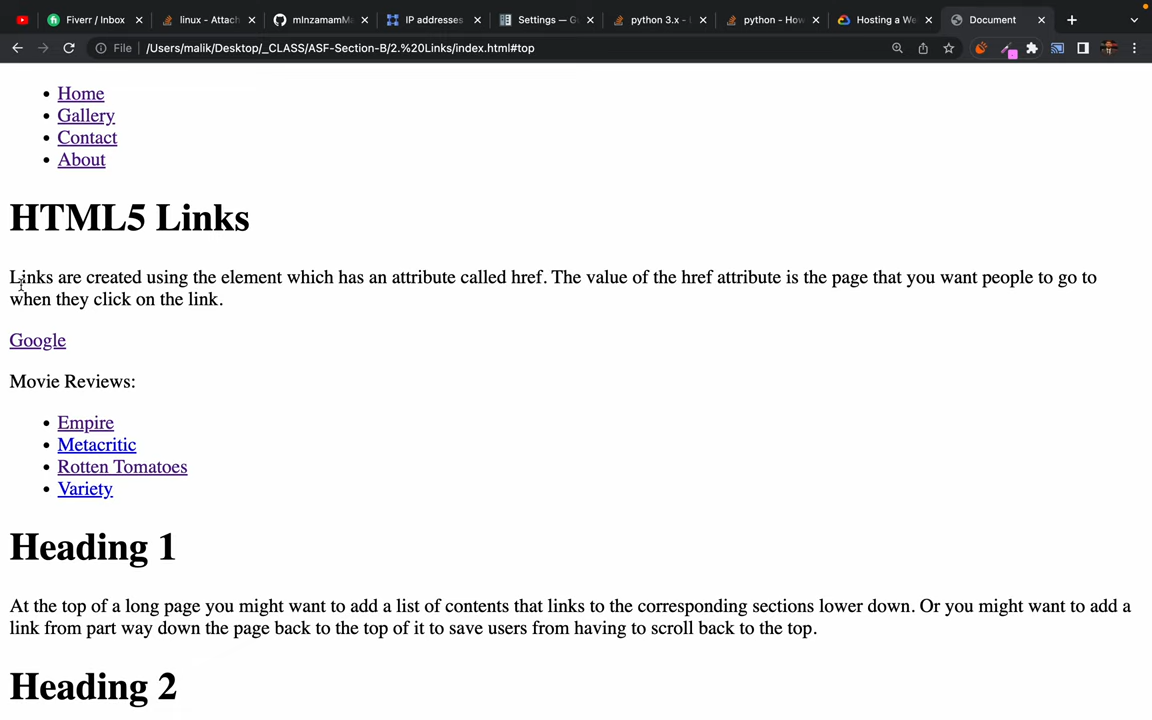 Fiverr / Inbox
linux - Attach
mInzamamMa
IP addresses
Settings — G
python 3.x - (
python - How
Hosting a We
Document
File
/Users/malik/Desktop/_CLASS/ASF-Section-B/2.%20Links/index.html#top
Home
Gallery
Contact
About
HTML5 Links
Links are created using the element which has an attribute called href. The value of the href attribute is the page that you want people to go to
when they click on the link.
Google
Movie Reviews:
Empire
Metacritic
Rotten Tomatoes
Variety
Heading 1
At the top of a long page you might want to add a list of contents that links to the corresponding sections lower down. Or you might want to add a
link from part way down the page back to the top of it to save users from having to scroll back to the top.
Heading 2